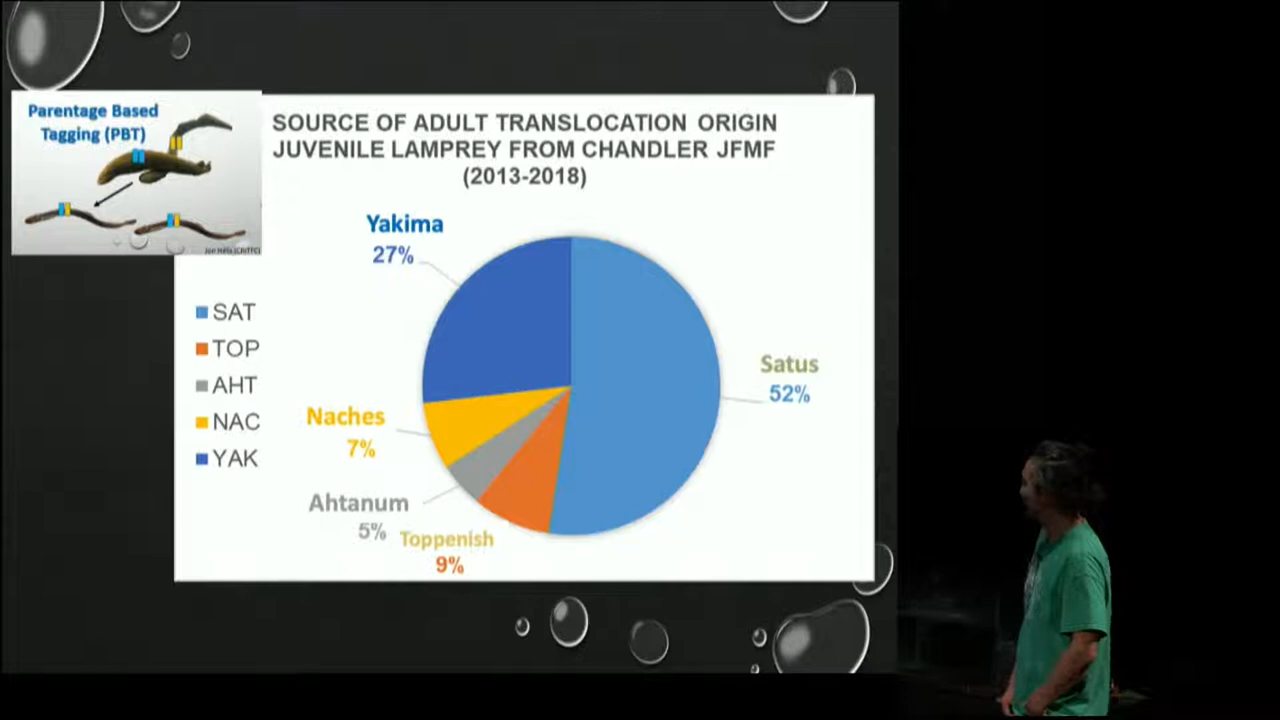 Parentage Based
Tagging (PBT)
SOURCE OF ADULT TRANSLOCATION ORIGIN
JUVENILE LAMPREY FROM CHANDLER JFMF
(2013-2018)
Yakima
27%
SAT
TOP
AHT
NAC
YAK
Satus
52%
Naches
7%
Ahtanum
5%
Toppenish
9%